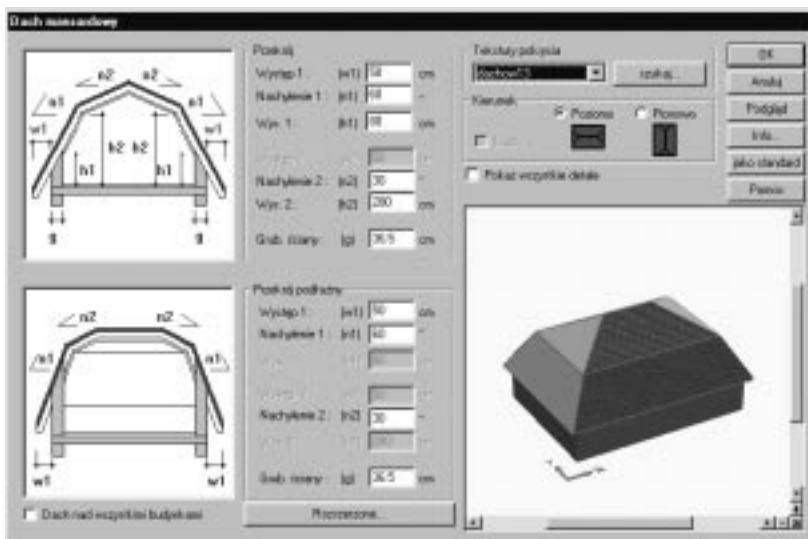 Dach mansardowy
n2 n2
n1 n1
w1 w1
h2 h2
h1 h1
g g
n2 n2
n1 n1
w1 w1
Dach nad wszystkimi budynkami
Przekrój
Występ 1 : (w1) 50 cm
Nachylenie 1 : (n1) 60 °
Wys. 1: (h1) 80 cm
Nachylenie 2 : (n2) 30 °
Wys. 2: (h2) 280 cm
Grub. ściany: (g) 36.5 cm
Przekrój podłużny
Występ 1 : (w1) 50 cm
Nachylenie 1 : (n1) 60 °
Nachylenie 2 : (n2) 30 °
Grub. ściany: (g) 36.5 cm
Rozszerzone...
Tekstury pokrycia
szukaj...
Kierunek
Poziomo Pionowo
Pokaż wszystkie detale
OK
Anuluj
Podgląd
Info...
jako standard
Pomoc